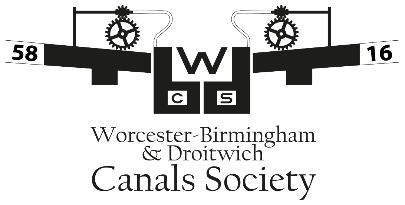 58 W 16
C S
Worcester-Birmingham
& Droitwich
Canals Society